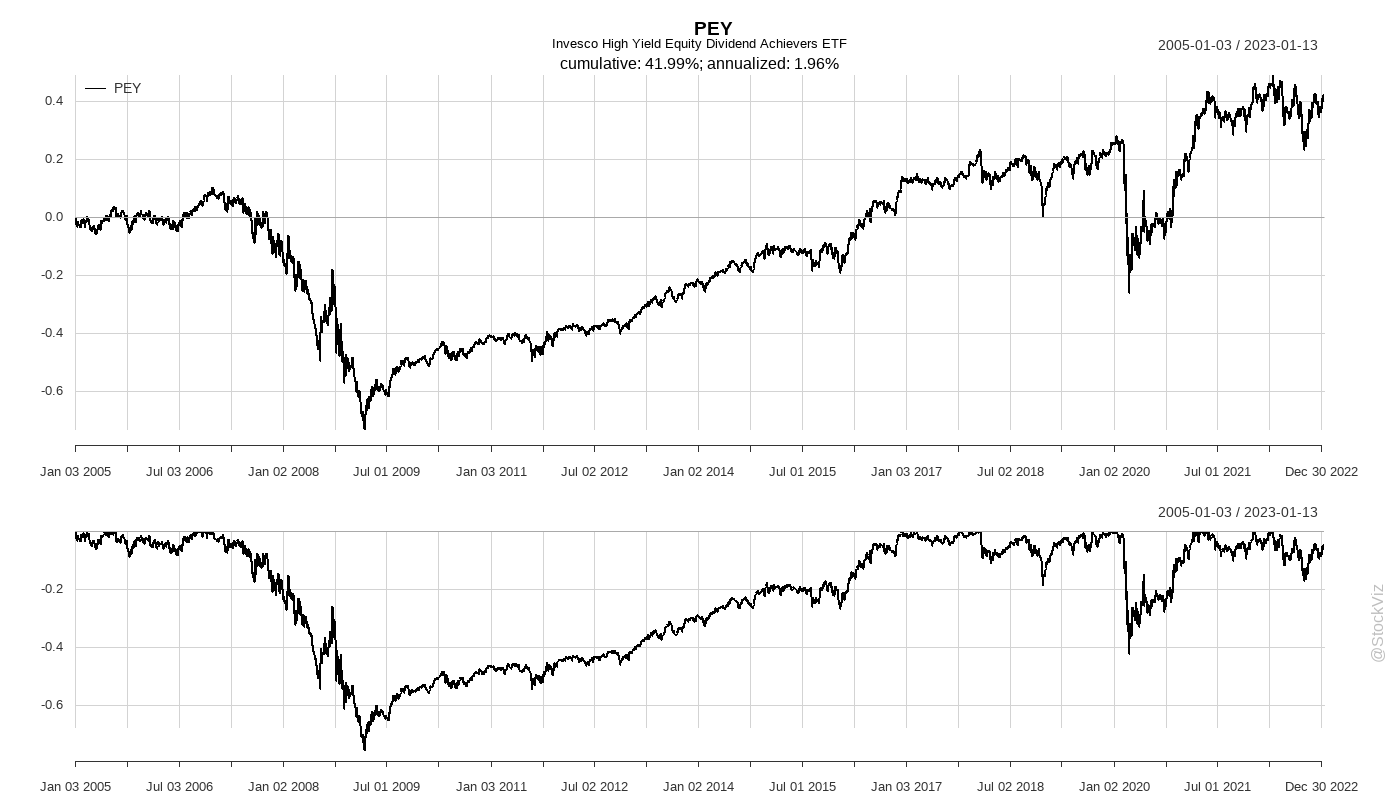 PEY
Invesco High Yield Equity Dividend Achievers ETF
2005-01-03 / 2023-01-13
cumulative: 41.99%; annualized: 1.96%
PEY
0.4
0.2
0.0
-0.2
-0.4
-0.6
Jan 03 2005 Jul 03 2006 Jan 02 2008 Jul 01 2009 Jan 03 2011 Jul 02 2012 Jan 02 2014 Jul 01 2015 Jan 03 2017 Jul 02 2018 Jan 02 2020 Jul 01 2021 Dec 30 2022
2005-01-03 / 2023-01-13
-0.2
-0.4
-0.6
Jan 03 2005 Jul 03 2006 Jan 02 2008 Jul 01 2009 Jan 03 2011 Jul 02 2012 Jan 02 2014 Jul 01 2015 Jan 03 2017 Jul 02 2018 Jan 02 2020 Jul 01 2021 Dec 30 2022
@StockViz